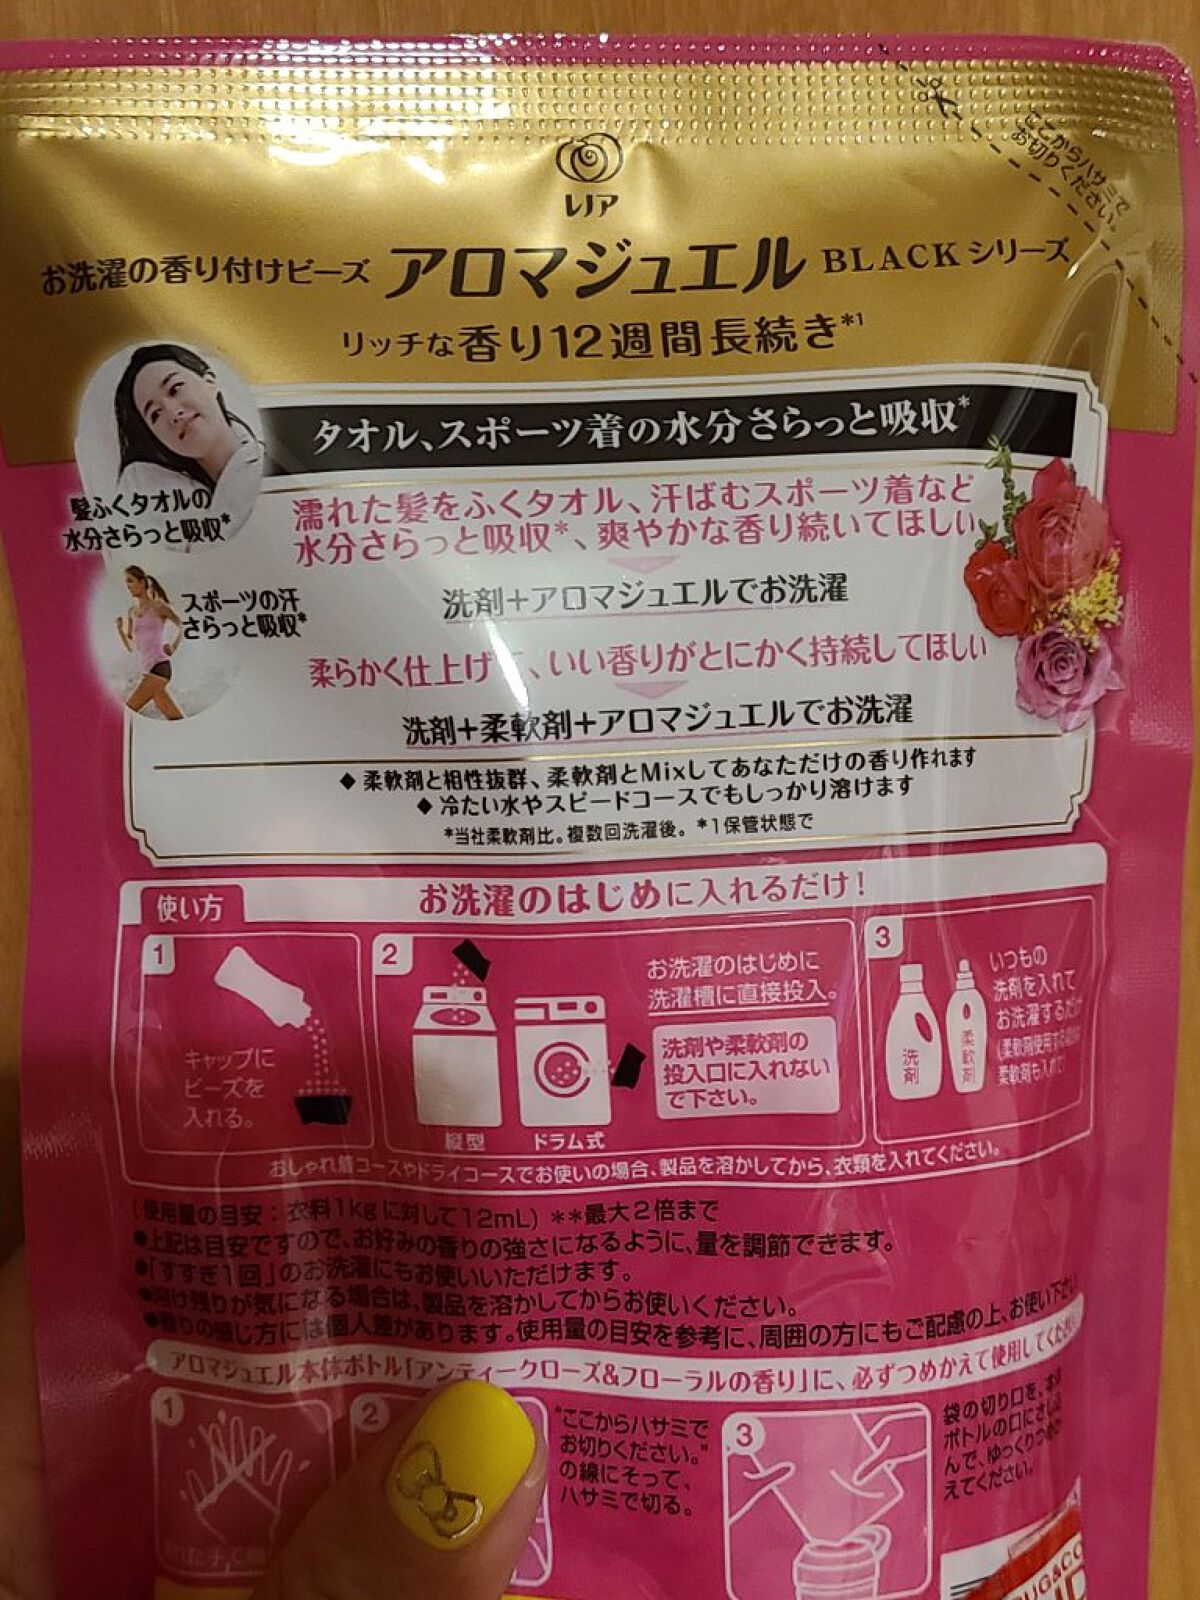 ここからハサミで
お切りください。
レノア
お洗濯の香り付けビーズ アロマジュエル BLACKシリーズ
リッチな香り12週間長続き*1
タオル、スポーツ着の水分さらっと吸収*
髪ふくタオルの
水分さらっと吸収*
濡れた髪をふくタオル、汗ばむスポーツ着など
水分さらっと吸収*、爽やかな香り続いてほしい
洗剤+アロマジュエルでお洗濯
スポーツの汗
さらっと吸収*
柔らかく仕上げ、いい香りがとにかく持続してほしい
洗剤+柔軟剤+アロマジュエルでお洗濯
◆ 柔軟剤と相性抜群、柔軟剤とMixしてあなただけの香り作れます
◆ 冷たい水やスピードコースでもしっかり溶けます
*当社柔軟剤比。複数回洗濯後。 *1保管状態で
使い方
お洗濯のはじめに入れるだけ!
1
キャップに
ビーズを
入れる。
2
縦型
ドラム式
お洗濯のはじめに
洗濯槽に直接投入。
洗剤や柔軟剤の
投入口に入れない
で下さい。
3
洗剤
柔軟剤
いつもの
洗剤を入れて
お洗濯するだけ
おしゃれ着コースやドライコースでお使いの場合、製品を溶かしてから、衣類を入れてください。
(使用量の目安:衣料1kgに対して12mL) **最大2倍まで
●上記は目安ですので、お好みの香りの強さになるように、量を調節できます。
●「すすぎ1回」のお洗濯にもお使いいただけます。
●溶け残りが気になる場合は、製品を溶かしてからお使いください。
●香りの感じ方には個人差があります。使用量の目安を参考に、周囲の方にもご配慮の上、お使い下さい
アロマジュエル本体ボトル「アンティークローズ&フローラルの香り」に、必ずつめかえて使用してください
1
2
"ここからハサミで
お切りください。"
の線にそって、
ハサミで切る。
3
袋の切り口を、本体
ボトルの口にさしこ
んで、ゆっくりつめか
えてください。